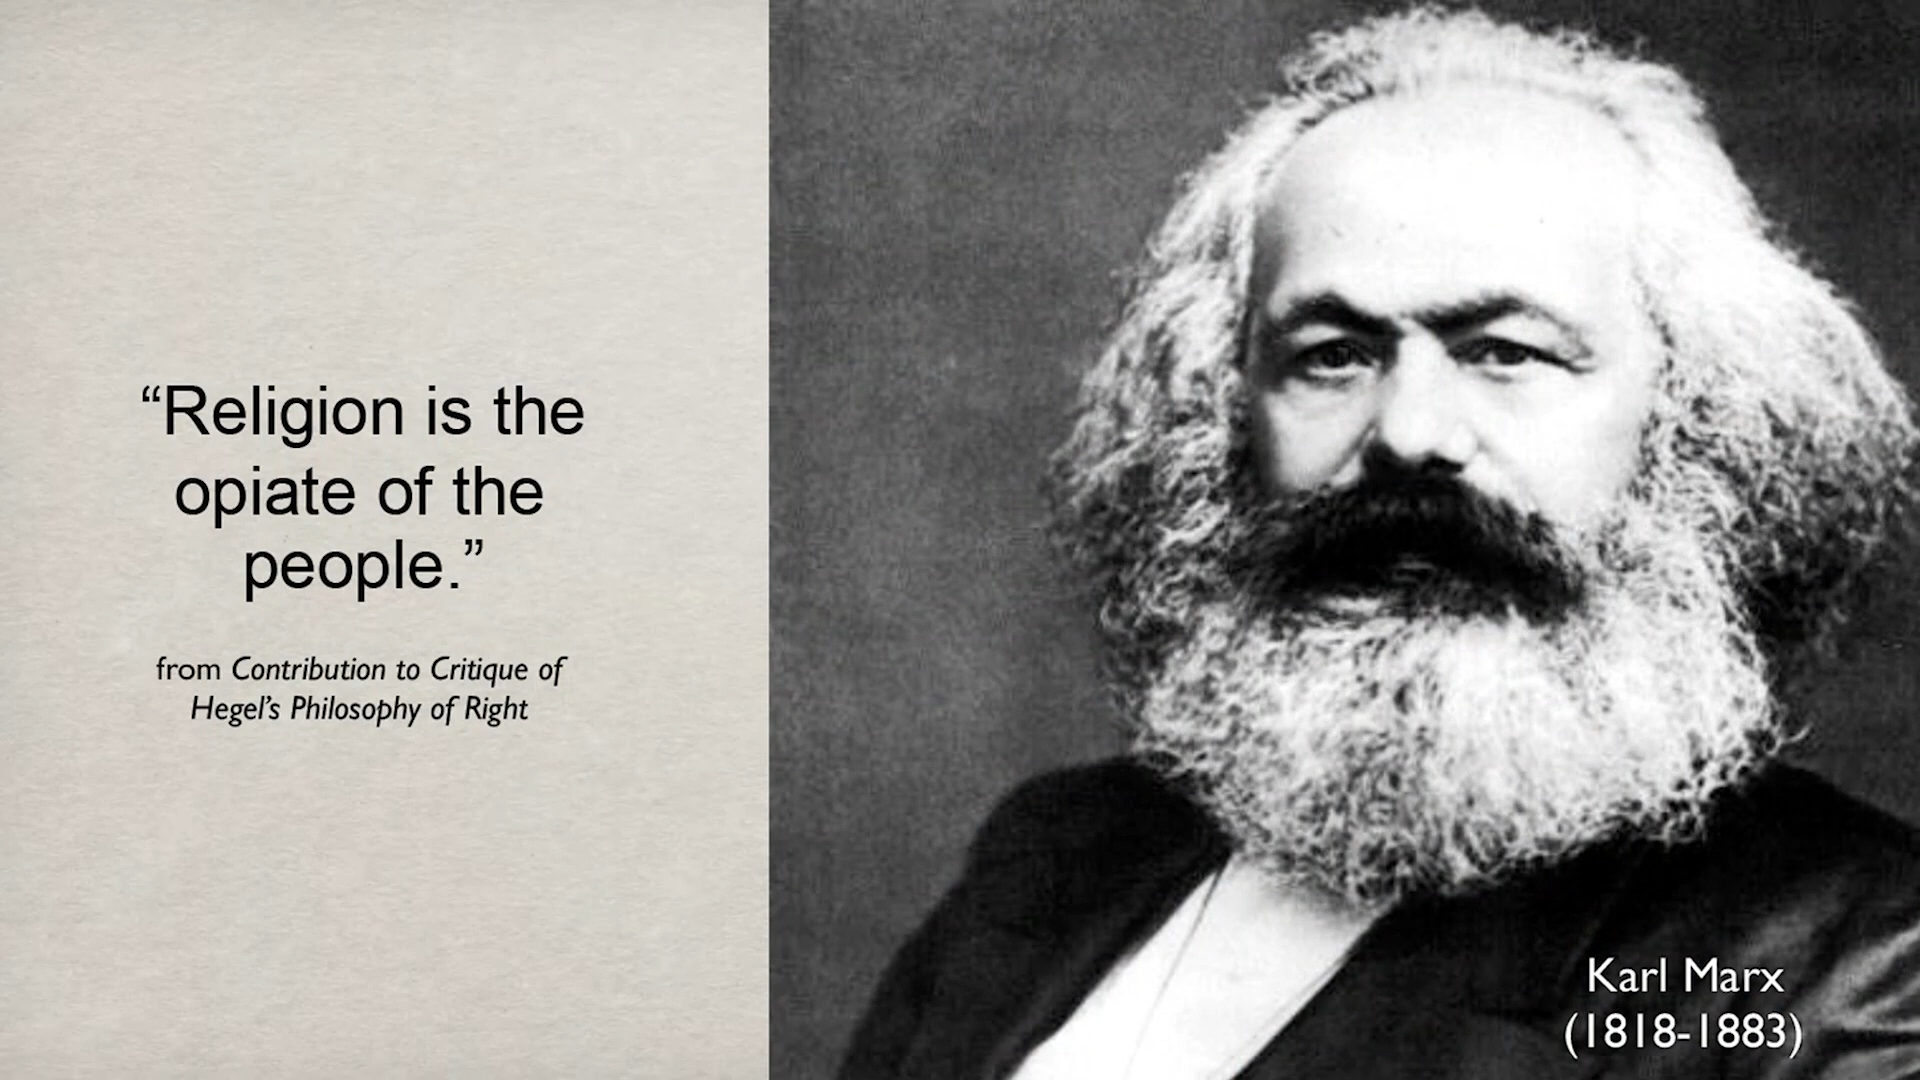 “Religion is the
opiate of the
people.”
from Contribution to Critique of
Hegel’s Philosophy of Right
Karl Marx
(1818-1883)